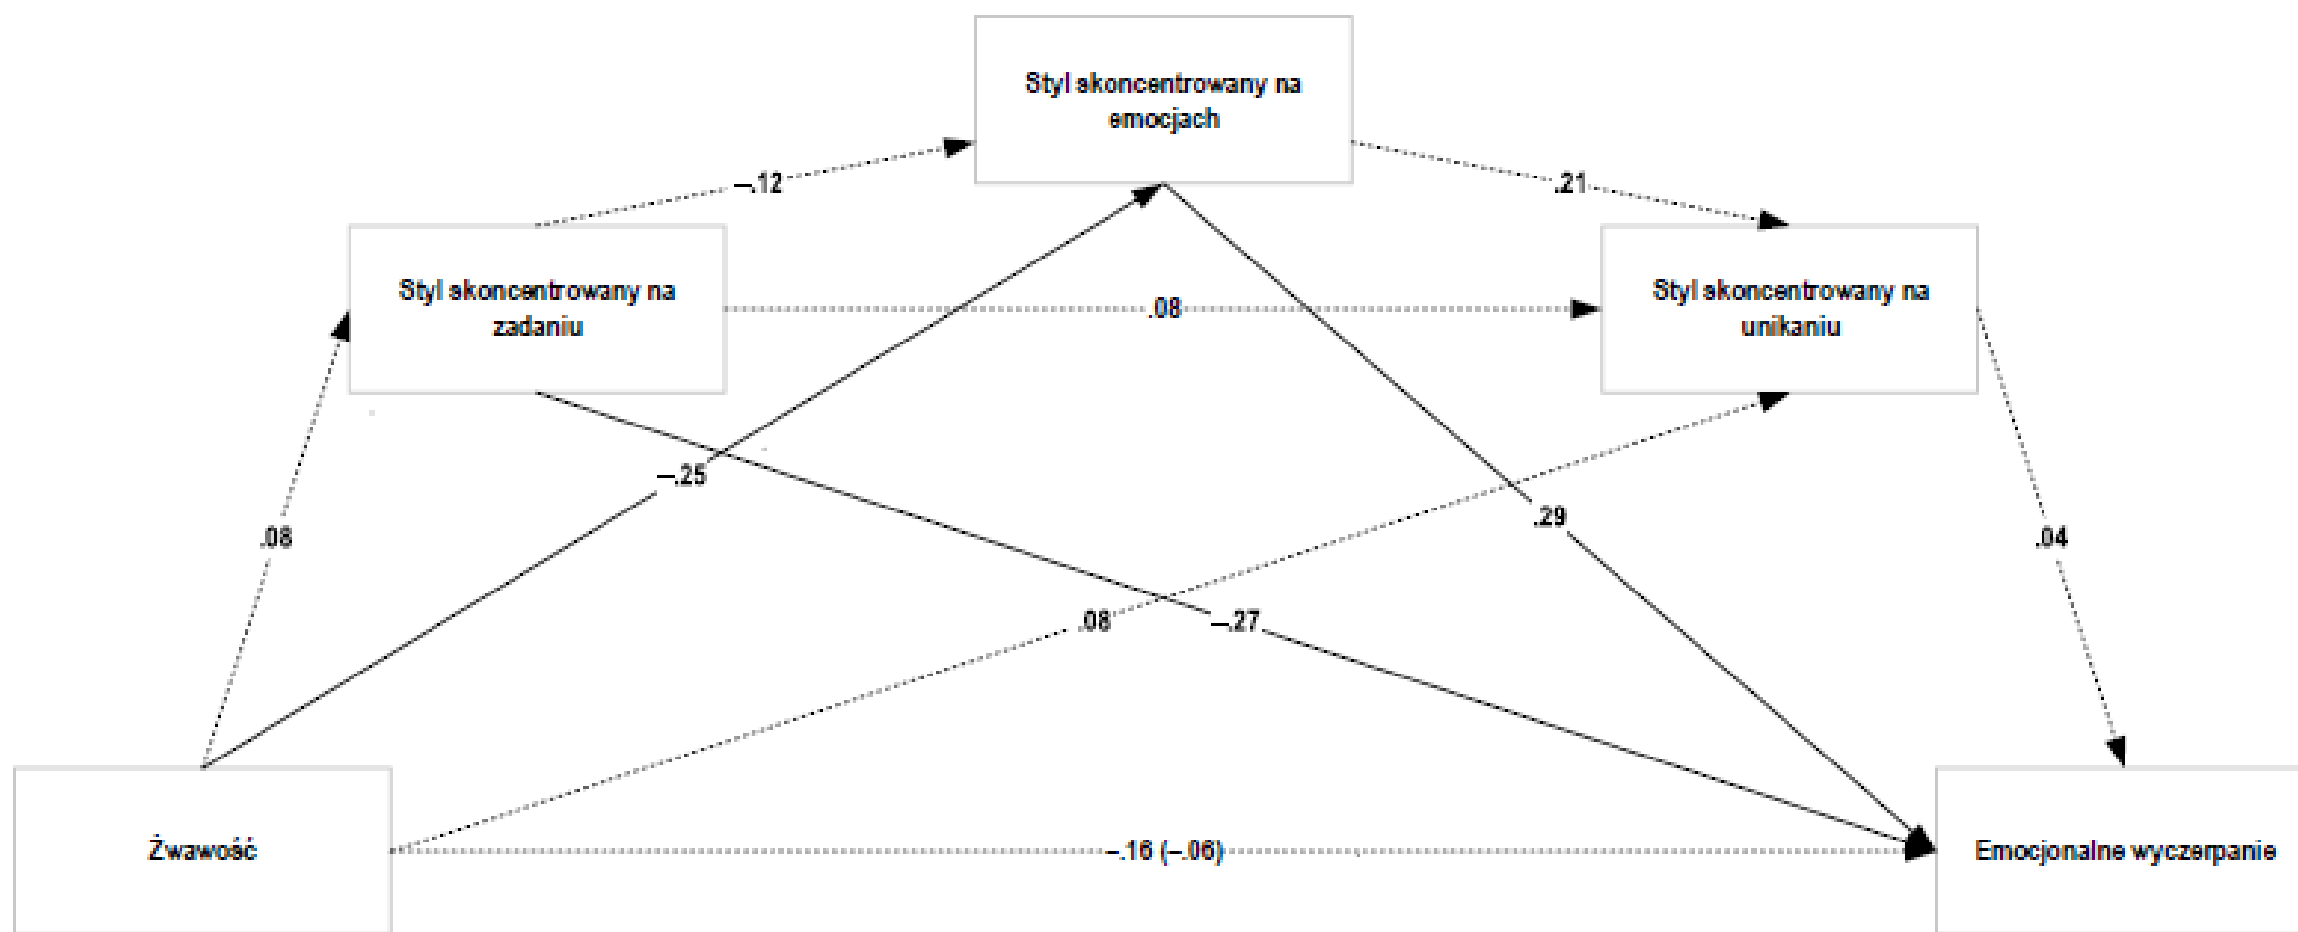 Styl skoncentrowany na
emocjach
–.12
.21
Styl skoncentrowany na
zadaniu
.08
Styl skoncentrowany na
unikaniu
–.25
.29
.08
.04
.08
–.27
Żwawość
–.16 (–.06)
Emocjonalne wyczerpanie